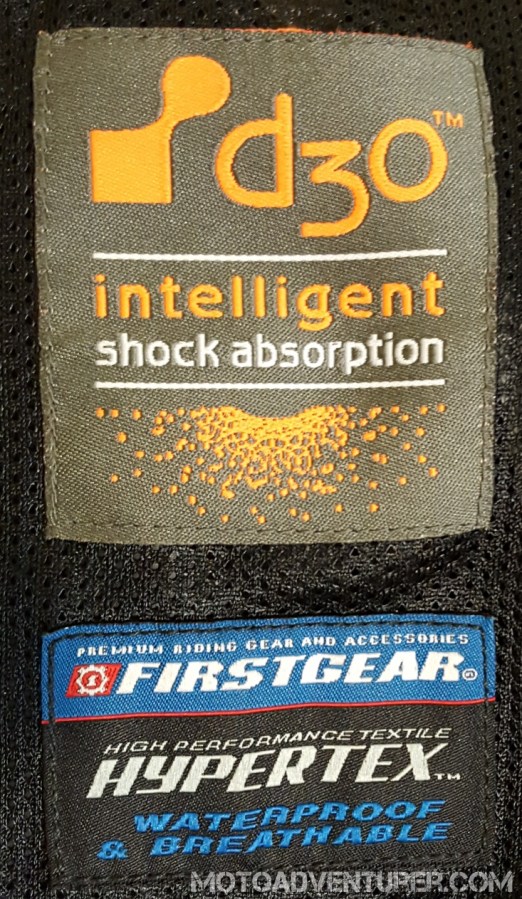 d3o™
intelligent
shock absorption
PREMIUM RIDING GEAR AND ACCESSORIES
FIRSTGEAR®
HIGH PERFORMANCE TEXTILE
HYPERTEX™
WATERPROOF
& BREATHABLE
MOTOADVENTURER.COM